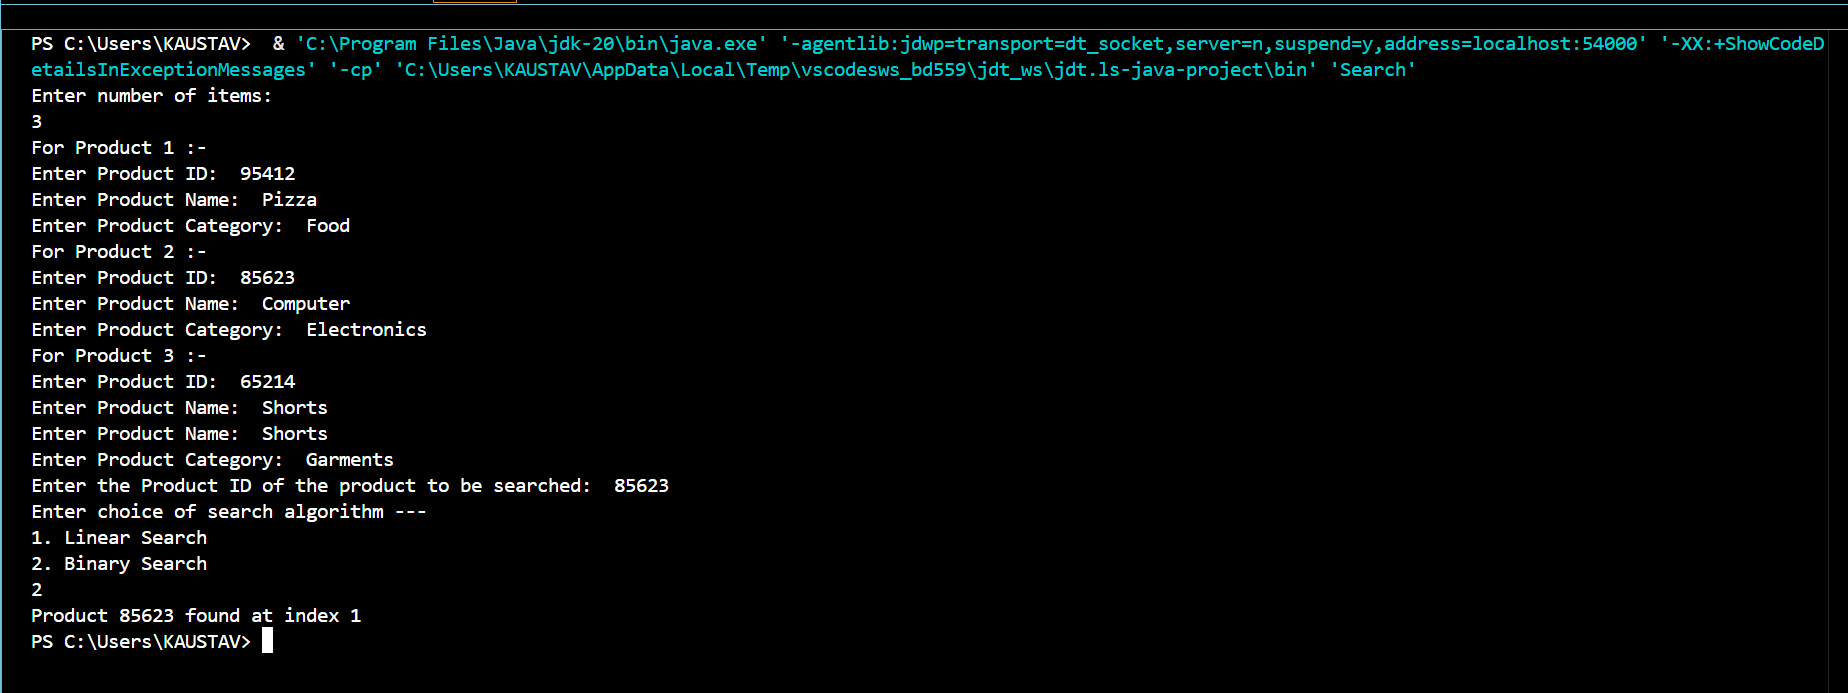 PS C:\Users\KAUSTAV>  & 'C:\Program Files\Java\jdk-20\bin\java.exe' '-agentlib:jdwp=transport=dt_socket,server=n,suspend=y,address=localhost:54000' '-XX:+ShowCodeD
etailsInExceptionMessages' '-cp' 'C:\Users\KAUSTAV\AppData\Local\Temp\vscodesws_bd559\jdt_ws\jdt.ls-java-project\bin' 'Search'
Enter number of items:
3
For Product 1 :-
Enter Product ID:  95412
Enter Product Name:  Pizza
Enter Product Category:  Food
For Product 2 :-
Enter Product ID:  85623
Enter Product Name:  Computer
Enter Product Category:  Electronics
For Product 3 :-
Enter Product ID:  65214
Enter Product Name:  Shorts
Enter Product Name:  Shorts
Enter Product Category:  Garments
Enter the Product ID of the product to be searched:  85623
Enter choice of search algorithm ---
1. Linear Search
2. Binary Search
2
Product 85623 found at index 1
PS C:\Users\KAUSTAV>